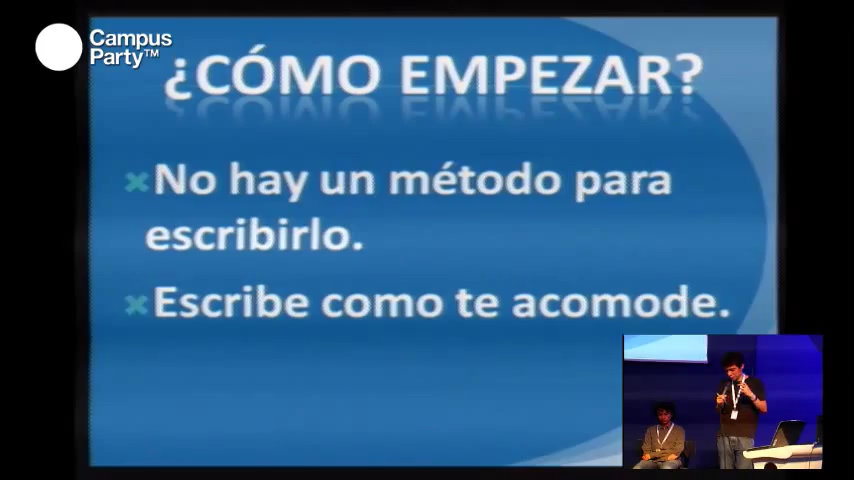 Campus
Party™
¿CÓMO EMPEZAR?
No hay un método para
escribirlo.
Escribe como te acomode.